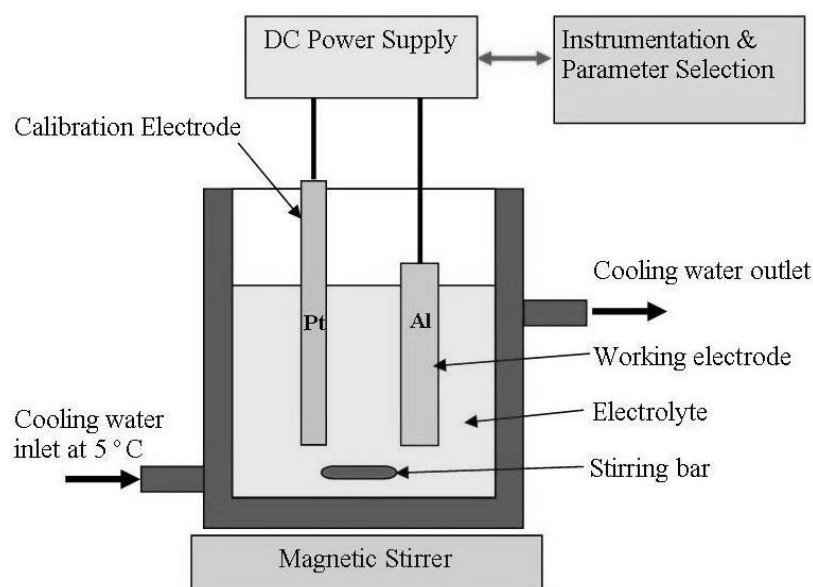 DC Power Supply
Instrumentation &
Parameter Selection
Calibration Electrode
Cooling water outlet
Pt
Al
Working electrode
Cooling water
inlet at 5 °C
Electrolyte
Stirring bar
Magnetic Stirrer